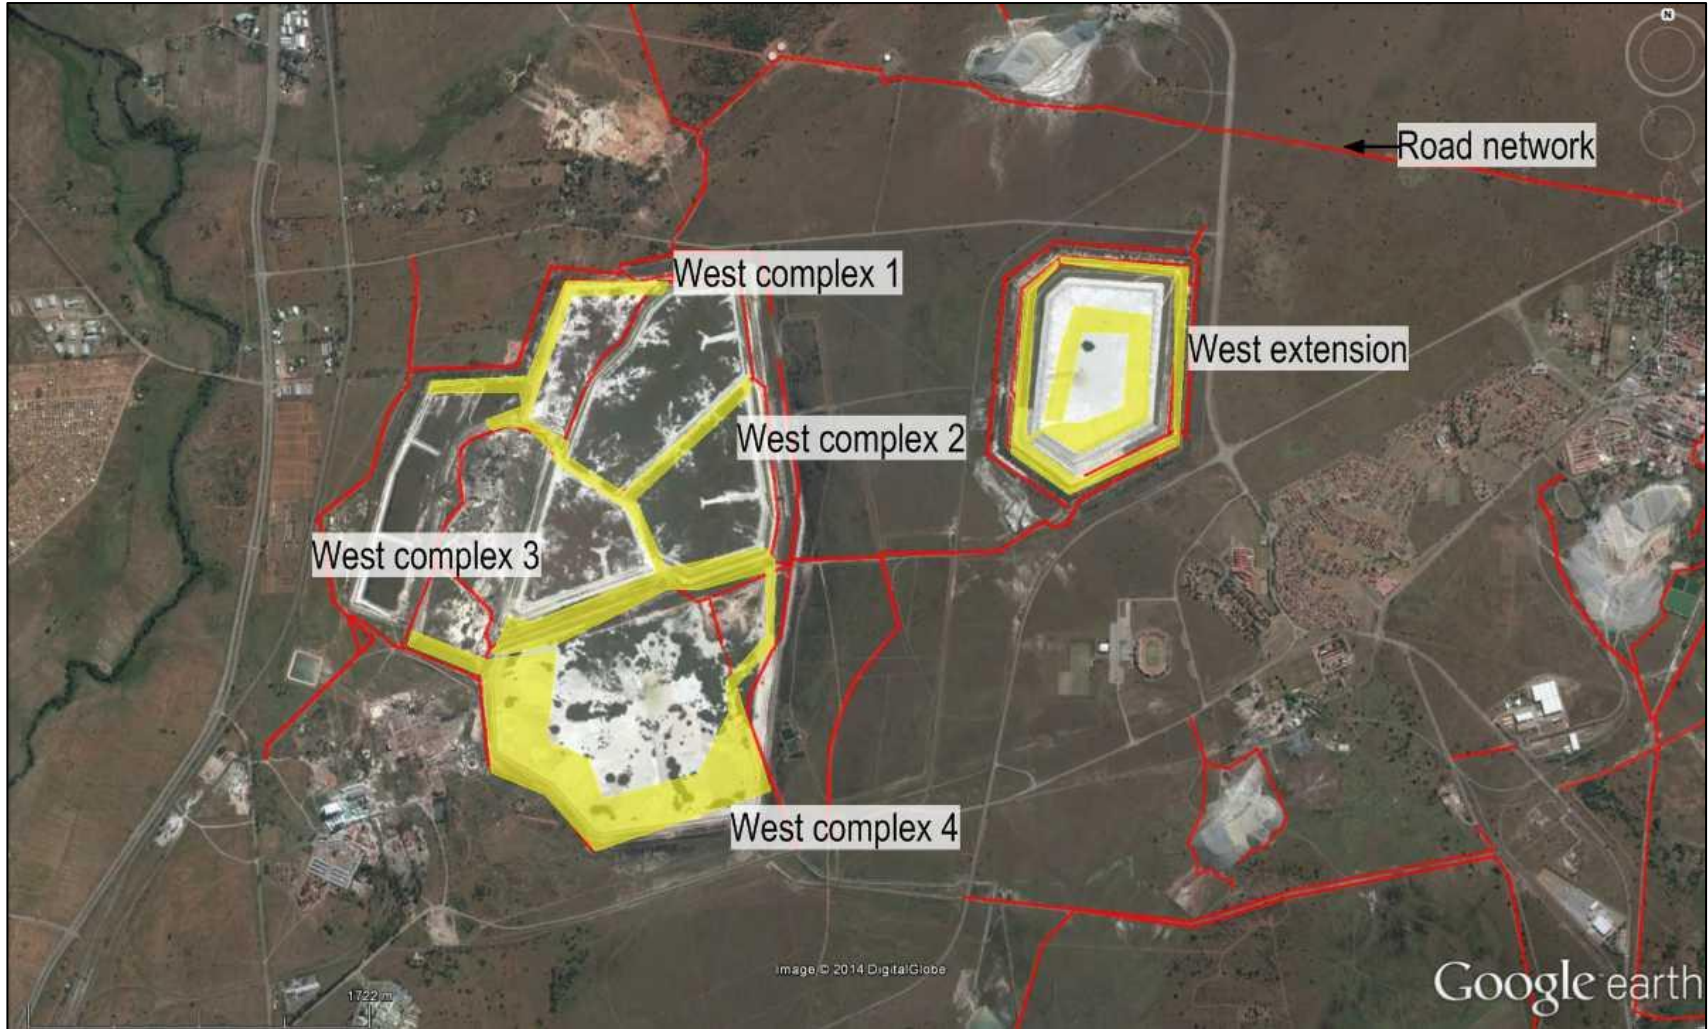 N
Road network
West complex 1
West extension
West complex 2
West complex 3
West complex 4
Image © 2014 DigitalGlobe
Google earth
1722 m